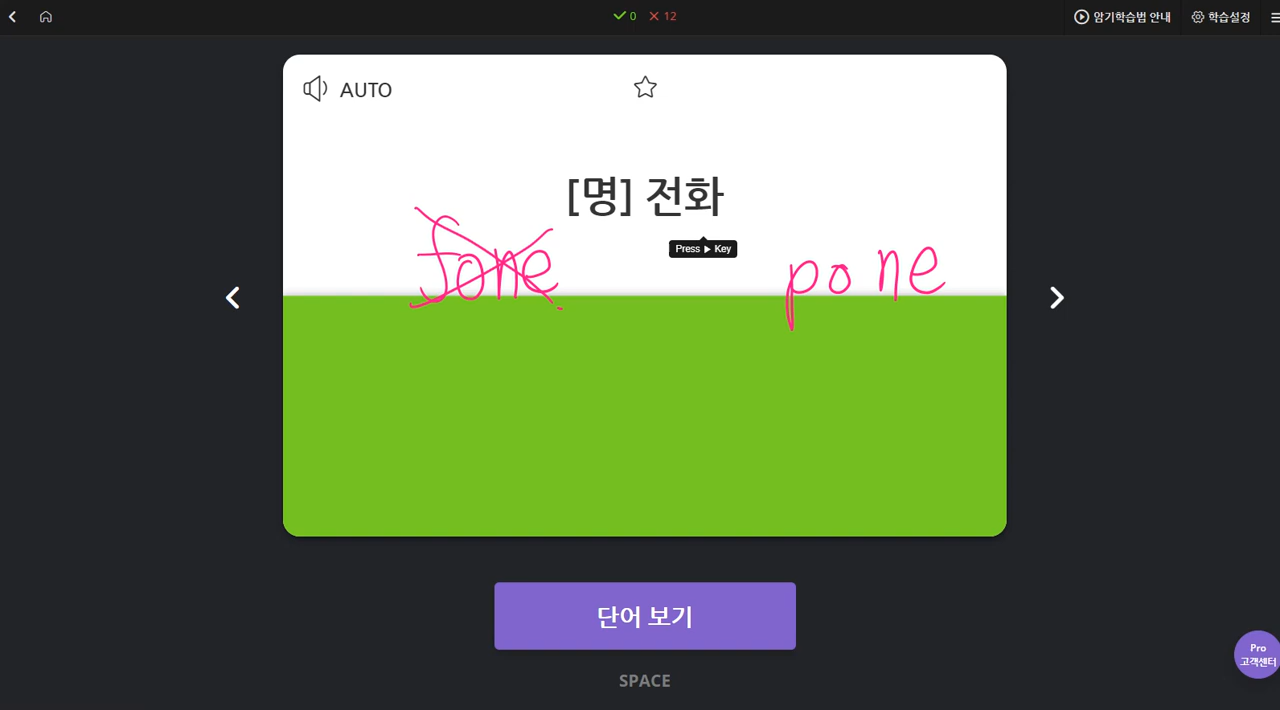 0 12 암기학습법 안내 학습설정
AUTO
[명] 전화
Press ▶ Key
fone pone
단어 보기
SPACE
Pro
고객센터